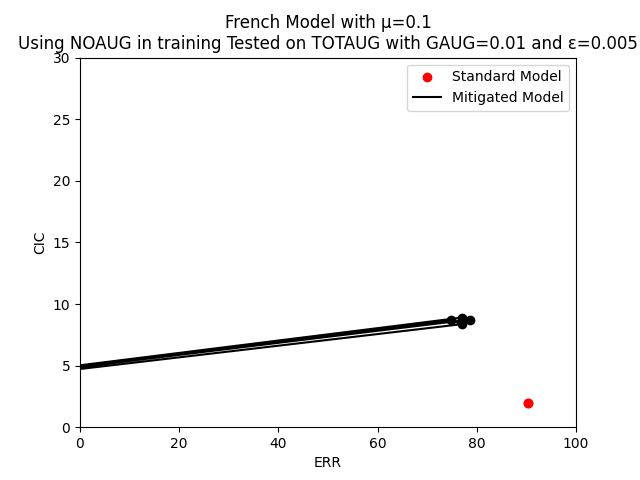 French Model with μ=0.1
Using NOAUG in training Tested on TOTAUG with GAUG=0.01 and ε=0.005
Standard Model
Mitigated Model
30
25
20
15
10
5
0
CIC
0 20 40 60 80 100
ERR